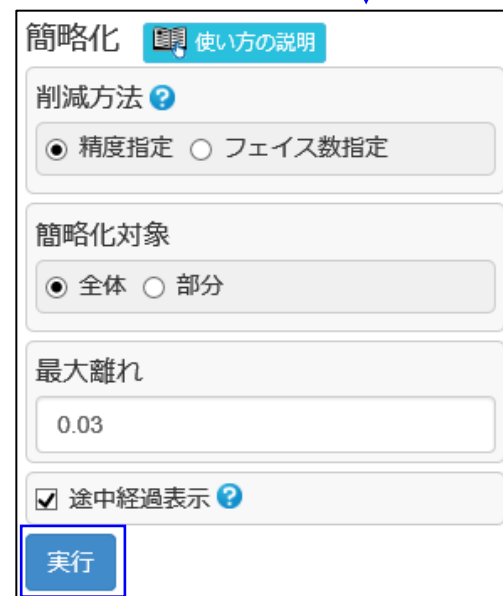 簡略化 使い方の説明
削減方法
精度指定 フェイス数指定
簡略化対象
全体 部分
最大離れ
0.03
途中経過表示
実行